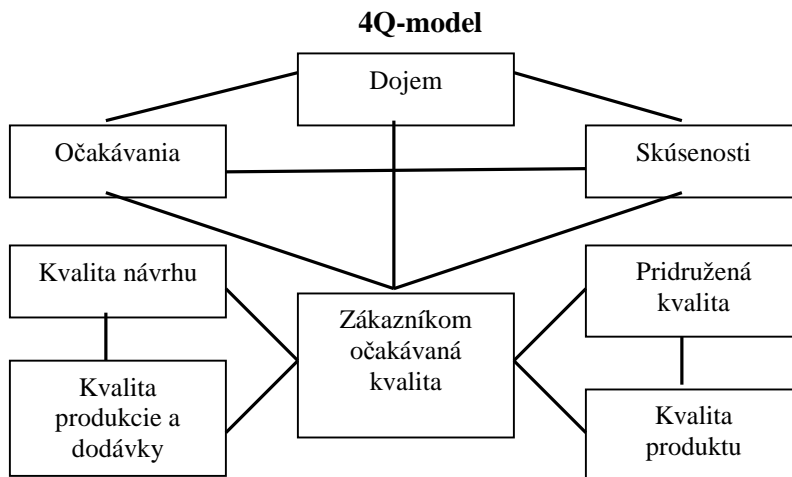 4Q-model
Dojem
Očakávania
Skúsenosti
Kvalita návrhu
Pridružená
kvalita
Zákazníkom
očakávaná
kvalita
Kvalita
produkcie a
dodávky
Kvalita
produktu